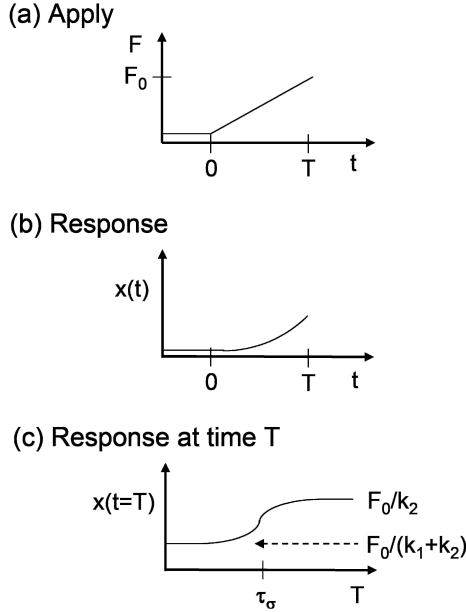 (a) Apply
F
F₀
0 T t
(b) Response
x(t)
0 T t
(c) Response at time T
x(t=T)
F₀/k₂
F₀/(k₁+k₂)
τσ T